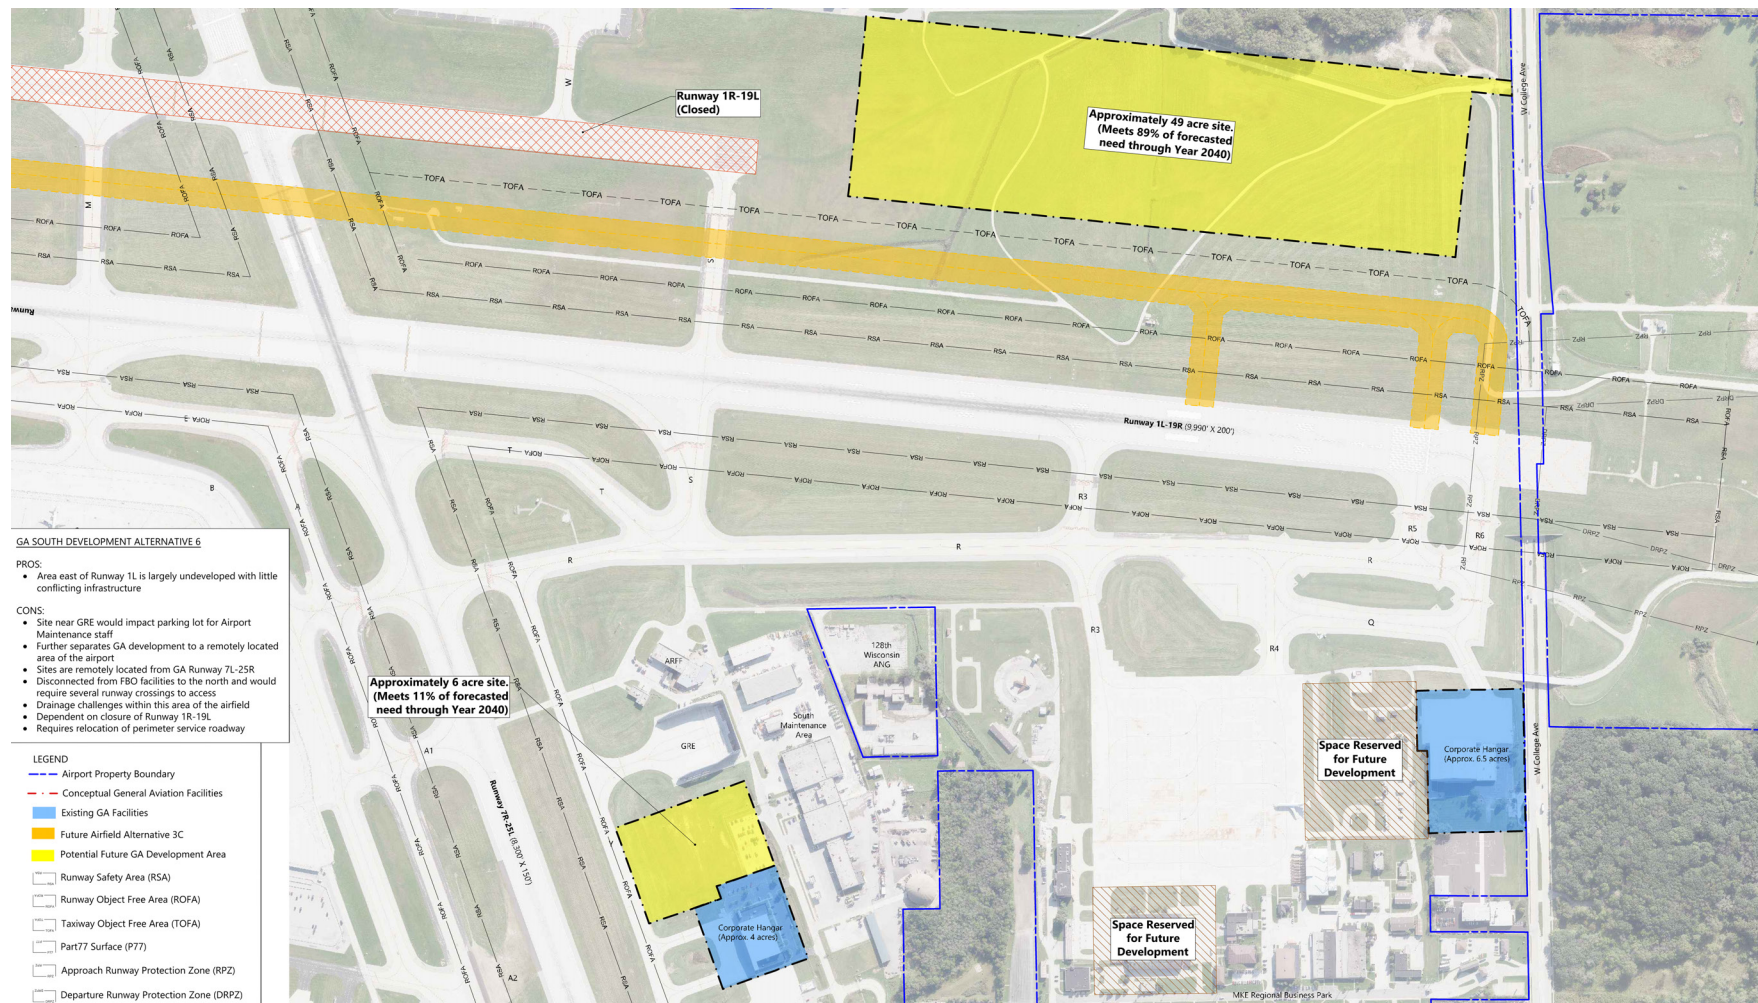 Runway 1R-19L
(Closed)
Approximately 49 acre site.
(Meets 89% of forecasted
need through Year 2040)
W College Ave
TOFA
ROFA
RSA
RPZ
DRPZ
M
W
S
Runway 1L-19R (9,990' X 200')
B
E
T
T
S
R
R3
R
R5
R6
R3
R4
Q
GA SOUTH DEVELOPMENT ALTERNATIVE 6
PROS:
• Area east of Runway 1L is largely undeveloped with little
conflicting infrastructure
CONS:
• Site near GRE would impact parking lot for Airport
Maintenance staff
• Further separates GA development to a remotely located
area of the airport
• Sites are remotely located from GA Runway 7L-25R
• Disconnected from FBO facilities to the north and would
require several runway crossings to access
• Drainage challenges within this area of the airfield
• Dependent on closure of Runway 1R-19L
• Requires relocation of perimeter service roadway
ARFF
128th
Wisconsin
ANG
Approximately 6 acre site.
(Meets 11% of forecasted
need through Year 2040)
South
Maintenance
Area
GRE
A1
Runway 7R-25L (8,300' X 150')
Y
A2
Corporate Hangar
(Approx. 4 acres)
Space Reserved
for Future
Development
Corporate Hangar
(Approx. 6.5 acres)
W College Ave
Space Reserved
for Future
Development
MKE Regional Business Park
LEGEND
Airport Property Boundary
Conceptual General Aviation Facilities
Existing GA Facilities
Future Airfield Alternative 3C
Potential Future GA Development Area
Runway Safety Area (RSA)
Runway Object Free Area (ROFA)
Taxiway Object Free Area (TOFA)
Part77 Surface (P77)
Approach Runway Protection Zone (RPZ)
Departure Runway Protection Zone (DRPZ)